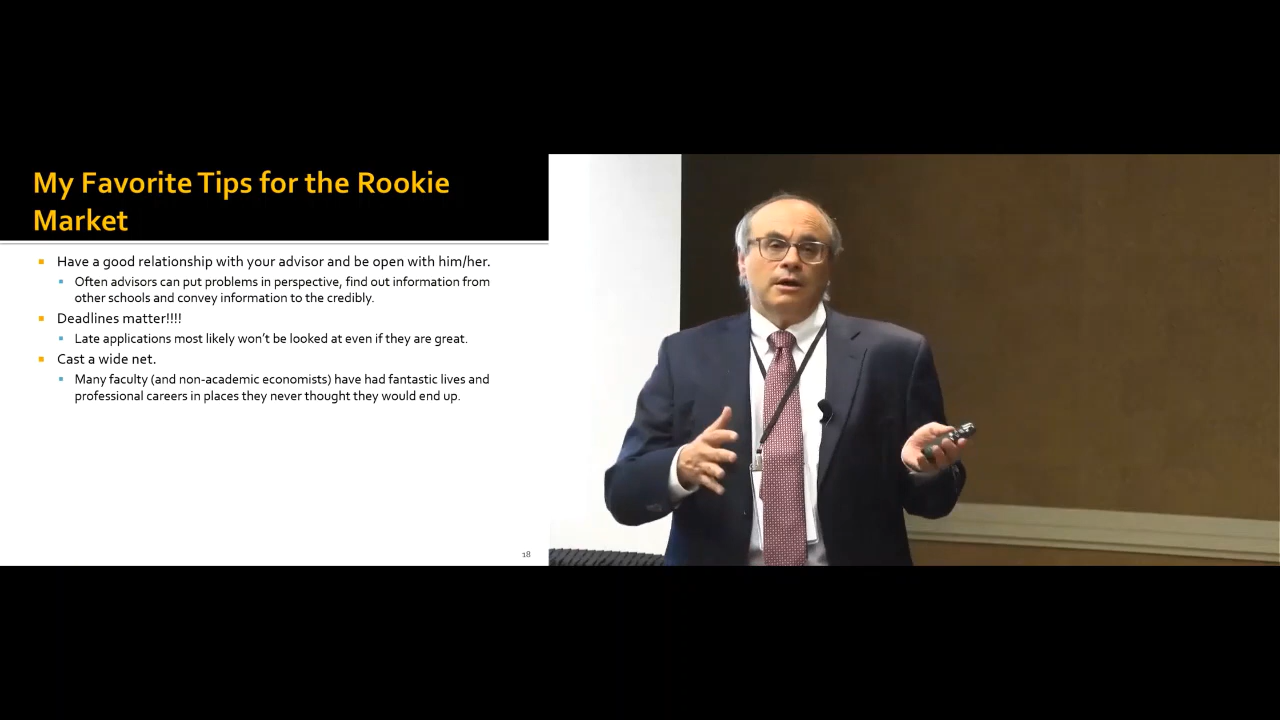 My Favorite Tips for the Rookie
Market
Have a good relationship with your advisor and be open with him/her.
Often advisors can put problems in perspective, find out information from
other schools and convey information to the credibly.
Deadlines matter!!!!
Late applications most likely won't be looked at even if they are great.
Cast a wide net.
Many faculty (and non-academic economists) have had fantastic lives and
professional careers in places they never thought they would end up.
18